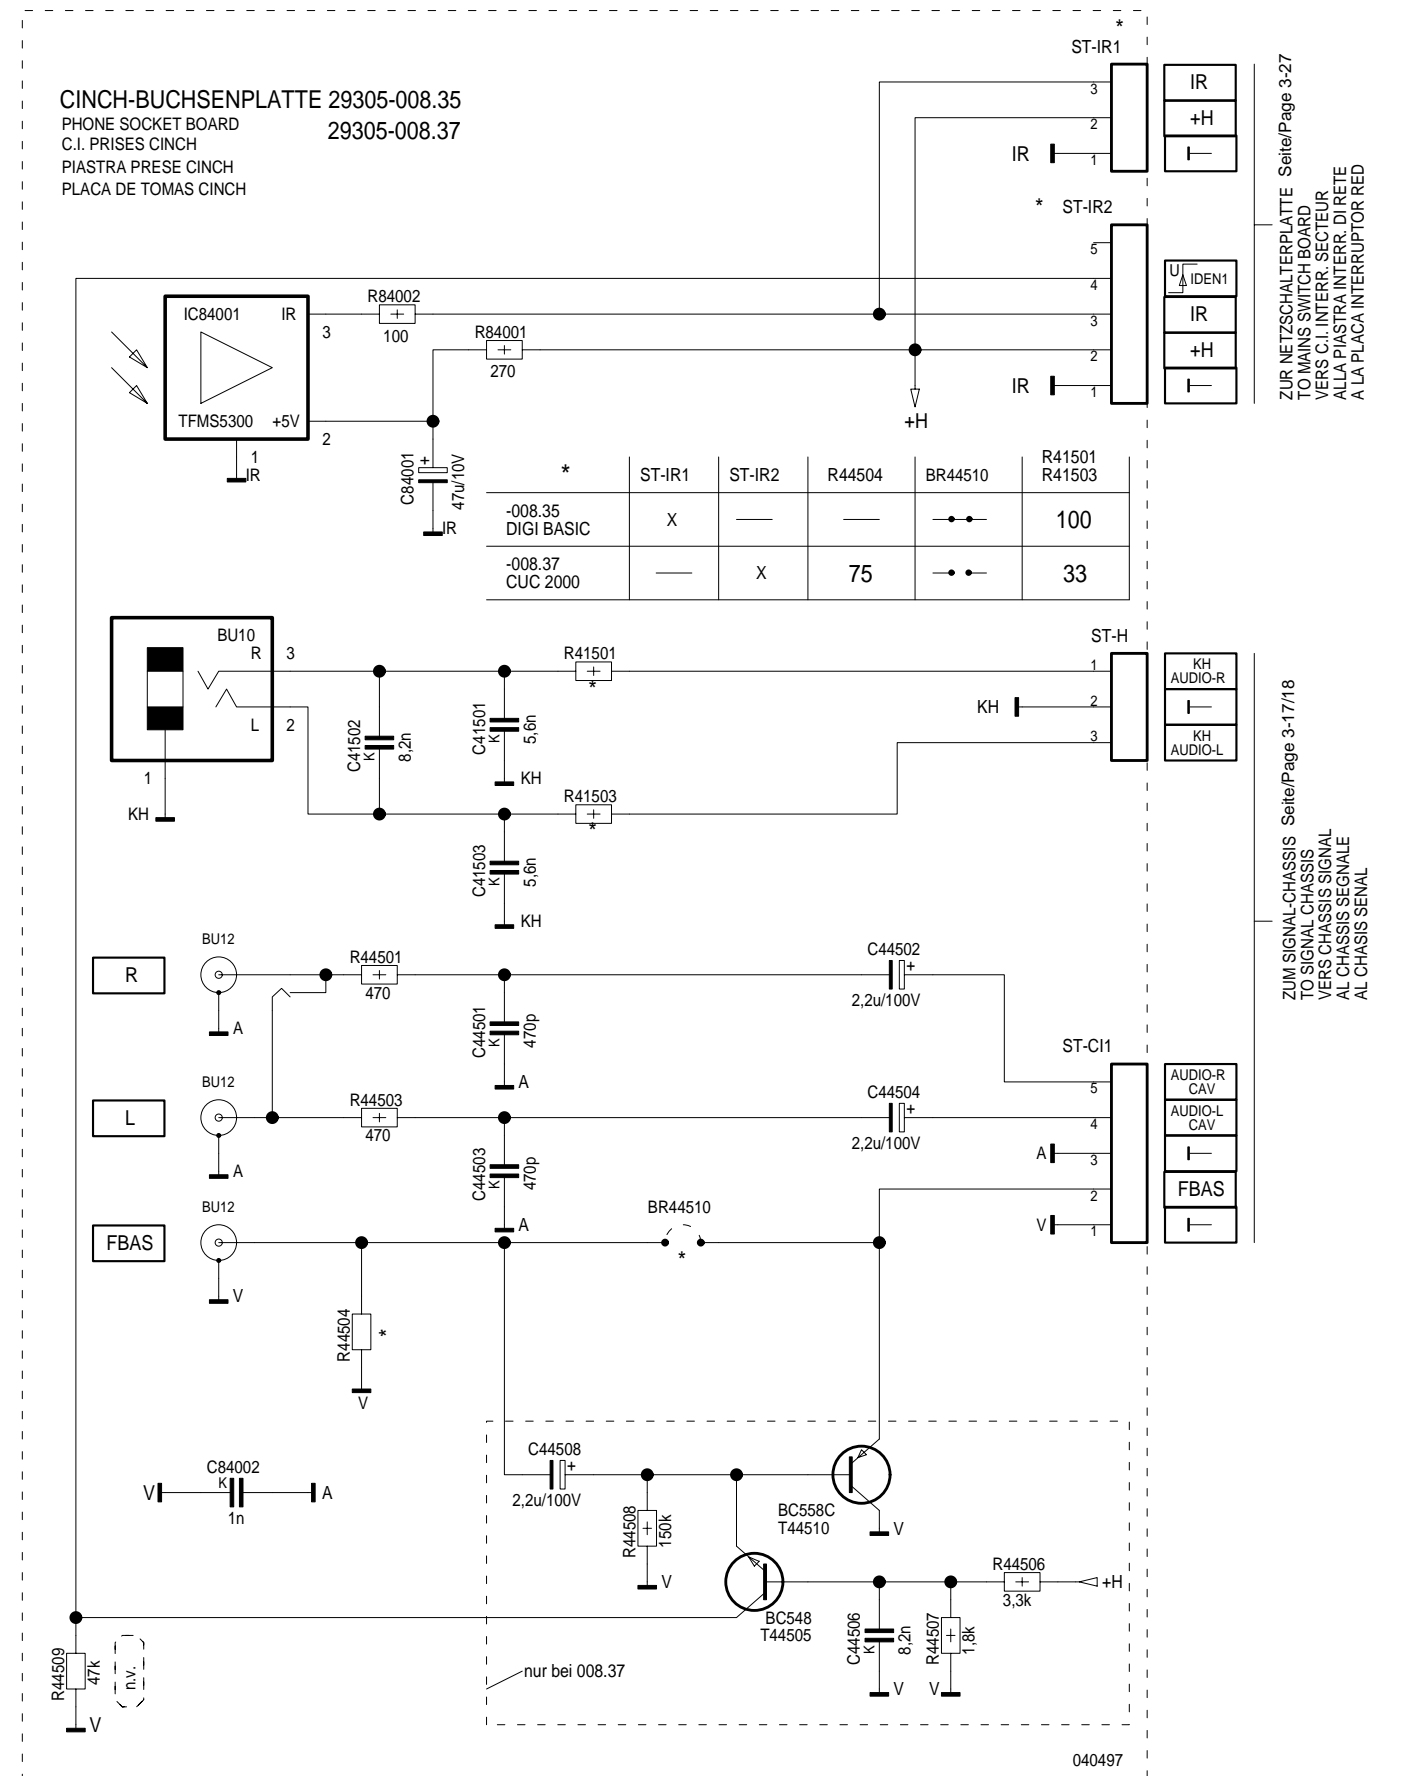 *
ST-IR1
CINCH-BUCHSENPLATTE 29305-008.35
29305-008.37
PHONE SOCKET BOARD
C.I. PRISES CINCH
PIASTRA PRESE CINCH
PLACA DE TOMAS CINCH
3
IR
2
+H
IR
1
* ST-IR2
5
4
U
IDEN1
3
IR
2
+H
IR
1
ZUR NETZSCHALTERPLATTE Seite/Page 3-27
TO MAINS SWITCH BOARD
VERS C.I. INTERR. SECTEUR
ALLA PIASTRA INTERR. DI RETE
A LA PLACA INTERRUPTOR RED
IC84001
IR
3
TFMS5300
+5V
2
1
IR
R84002
100
R84001
270
+H
C84001
+
47u/10V
IR
* ST-IR1 ST-IR2 R44504 BR44510 R41501
R41503
-008.35
DIGI BASIC
X
100
-008.37
CUC 2000
X
75
33
BU10
R
3
L
2
1
KH
C41502
K
8,2n
C41501
K
5,6n
KH
R41501
*
R41503
*
C41503
K
5,6n
KH
ST-H
1
KH
AUDIO-R
KH
2
3
KH
AUDIO-L
ZUM SIGNAL-CHASSIS Seite/Page 3-17/18
TO SIGNAL CHASSIS
VERS CHASSIS SIGNAL
AL CHASSIS SEGNALE
AL CHASIS SENAL
R
BU12
A
R44501
470
C44501
K
470p
A
C44502
+
2,2u/100V
L
BU12
A
R44503
470
C44503
K
470p
A
C44504
+
2,2u/100V
ST-CI1
5
AUDIO-R
CAV
4
AUDIO-L
CAV
A
3
2
FBAS
V
1
FBAS
BU12
V
BR44510
*
R44504
*
V
V
C84002
K
1n
A
C44508
+
2,2u/100V
R44508
150k
V
BC558C
T44510
V
BC548
T44505
R44506
3,3k
+H
C44506
K
8,2n
V
R44507
1,8k
V
nur bei 008.37
R44509
47k
n.v.
V
040497